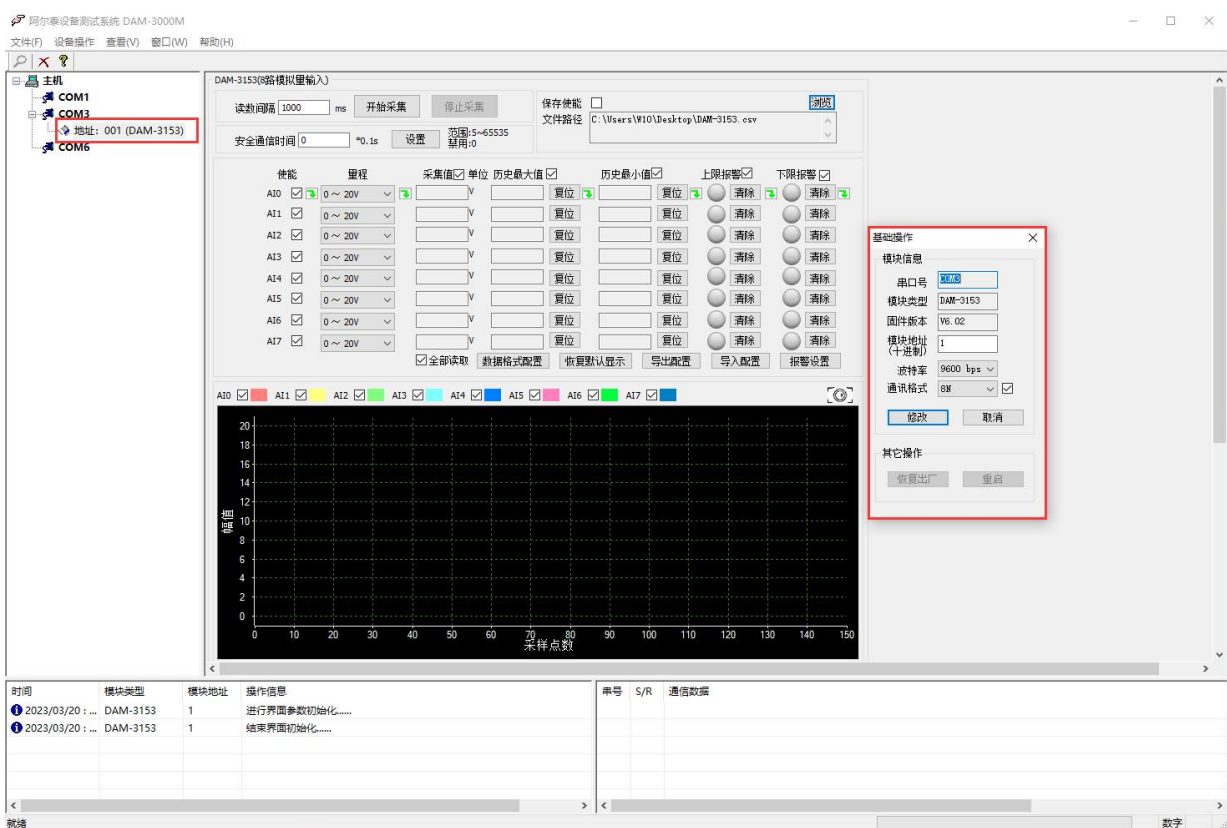 阿尔泰设备测试系统 DAM-3000M
文件(F) 设备操作 查看(V) 窗口(W) 帮助(H)
主机
COM1
COM3
地址：001 (DAM-3153)
COM6
DAM-3153(8路模拟量输入)
读数间隔 1000 ms 开始采集 停止采集
安全通信时间 0 *0.1s 设置 范围:5~65535
禁用:0
保存使能 浏览
文件路径 C:\Users\W10\Desktop\DAM-3153.csv
使能 量程 采集值 单位 历史最大值 历史最小值 上限报警 下限报警
AI0 0～20V V 复位 复位 清除 清除
AI1 0～20V V 复位 复位 清除 清除
AI2 0～20V V 复位 复位 清除 清除
AI3 0～20V V 复位 复位 清除 清除
AI4 0～20V V 复位 复位 清除 清除
AI5 0～20V V 复位 复位 清除 清除
AI6 0～20V V 复位 复位 清除 清除
AI7 0～20V V 复位 复位 清除 清除
全部读取 数据格式配置 恢复默认显示 导出配置 导入配置 报警设置
AI0 AI1 AI2 AI3 AI4 AI5 AI6 AI7
20
18
16
14
12
10
8
6
4
2
0
幅值
0 10 20 30 40 50 60 70 80 90 100 110 120 130 140 150
采样点数
基础操作
模块信息
串口号 COM3
模块类型 DAM-3153
固件版本 V6.02
模块地址 1
(十进制)
波特率 9600 bps
通讯格式 8N
修改 取消
其它操作
恢复出厂 重启
时间 模块类型 模块地址 操作信息
2023/03/20 : ... DAM-3153 1 进行界面参数初始化......
2023/03/20 : ... DAM-3153 1 结束界面初始化......
串号 S/R 通信数据
就绪
数字